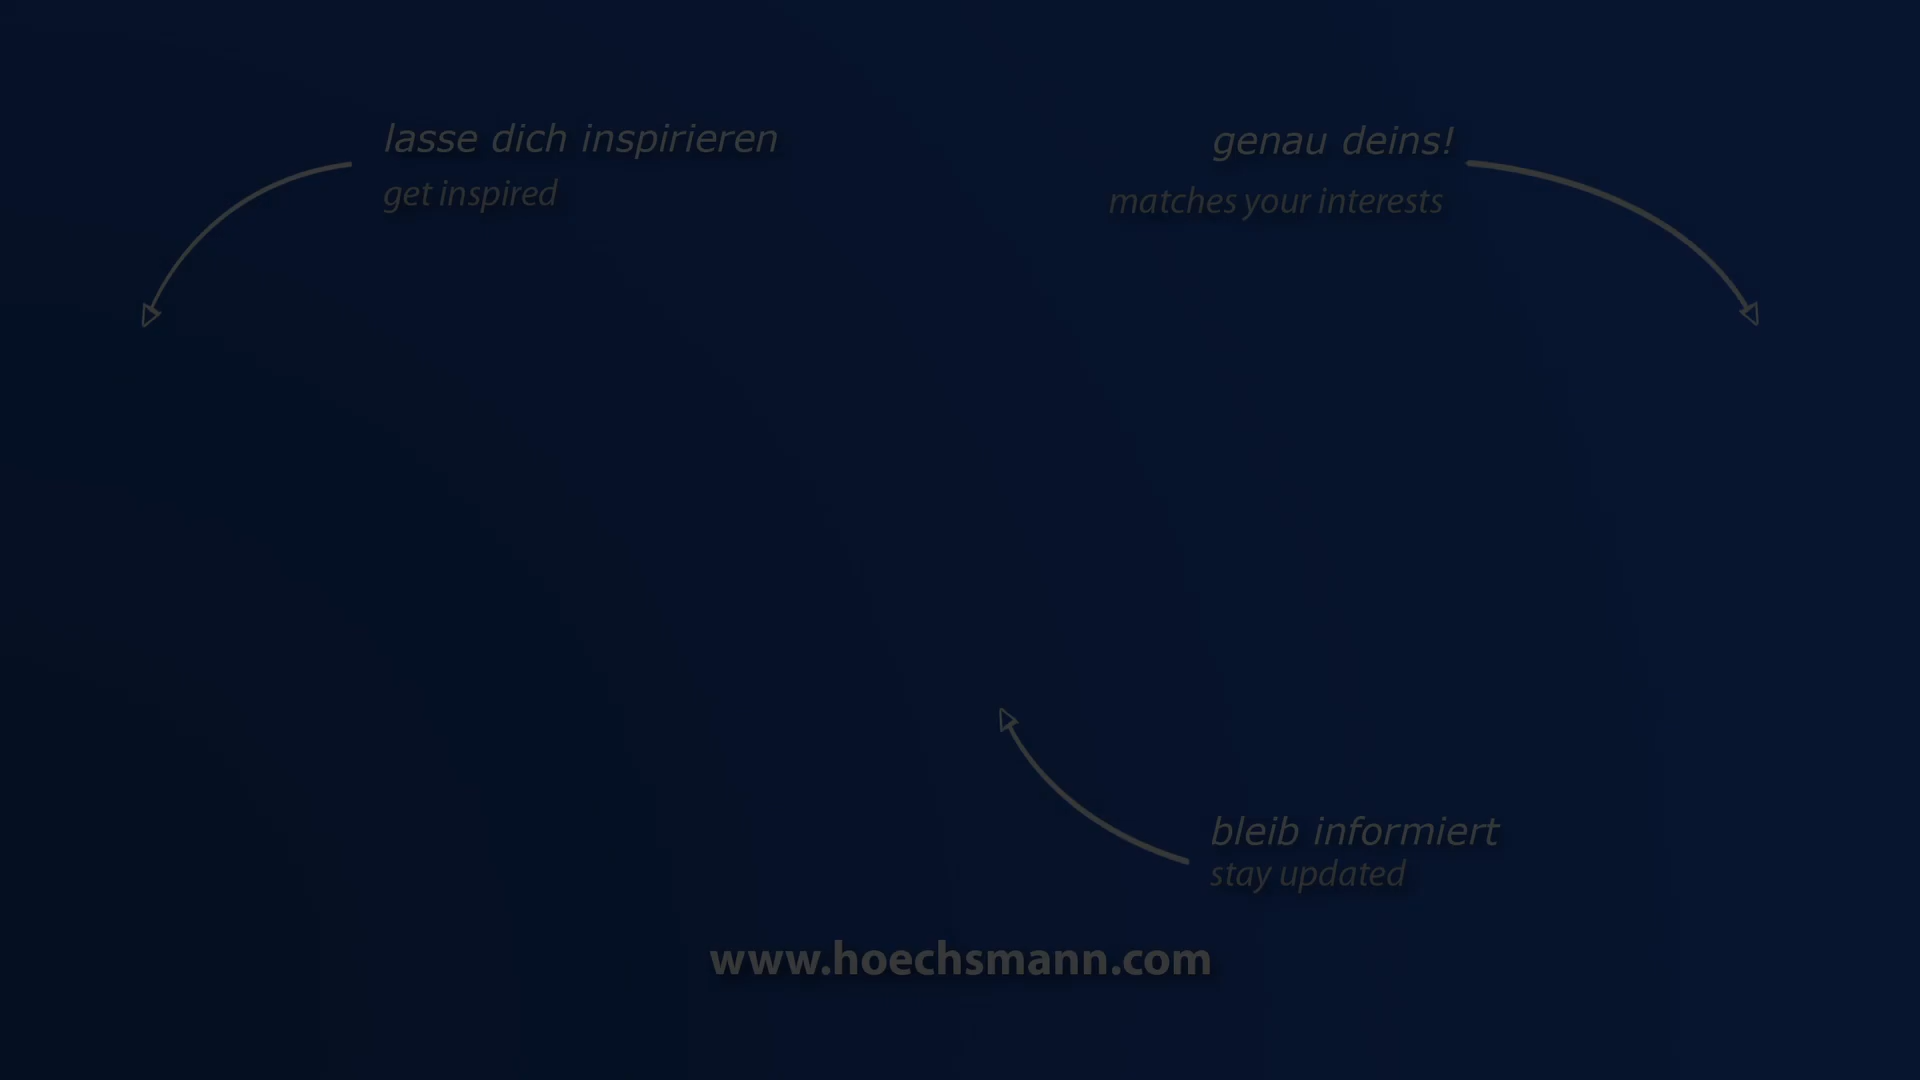 lasse dich inspirieren
get inspired
genau deins!
matches your interests
bleib informiert
stay updated
www.hoechsmann.com